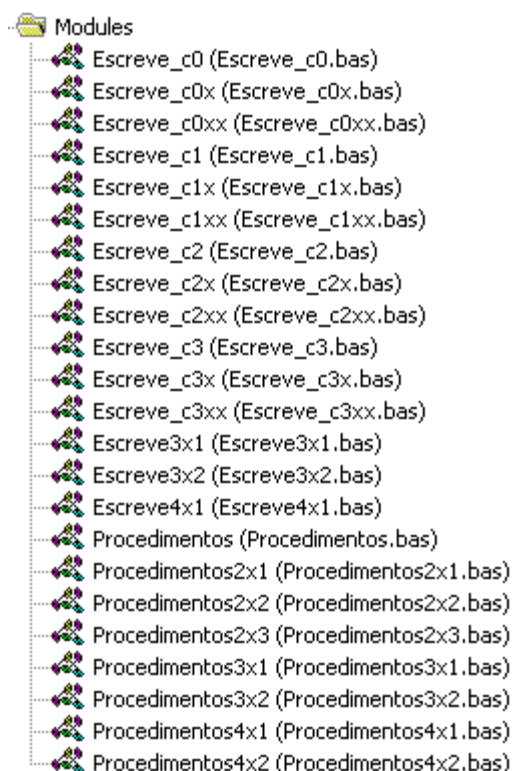 Modules
Escreve_c0 (Escreve_c0.bas)
Escreve_c0x (Escreve_c0x.bas)
Escreve_c0xx (Escreve_c0xx.bas)
Escreve_c1 (Escreve_c1.bas)
Escreve_c1x (Escreve_c1x.bas)
Escreve_c1xx (Escreve_c1xx.bas)
Escreve_c2 (Escreve_c2.bas)
Escreve_c2x (Escreve_c2x.bas)
Escreve_c2xx (Escreve_c2xx.bas)
Escreve_c3 (Escreve_c3.bas)
Escreve_c3x (Escreve_c3x.bas)
Escreve_c3xx (Escreve_c3xx.bas)
Escreve3x1 (Escreve3x1.bas)
Escreve3x2 (Escreve3x2.bas)
Escreve4x1 (Escreve4x1.bas)
Procedimentos (Procedimentos.bas)
Procedimentos2x1 (Procedimentos2x1.bas)
Procedimentos2x2 (Procedimentos2x2.bas)
Procedimentos2x3 (Procedimentos2x3.bas)
Procedimentos3x1 (Procedimentos3x1.bas)
Procedimentos3x2 (Procedimentos3x2.bas)
Procedimentos4x1 (Procedimentos4x1.bas)
Procedimentos4x2 (Procedimentos4x2.bas)